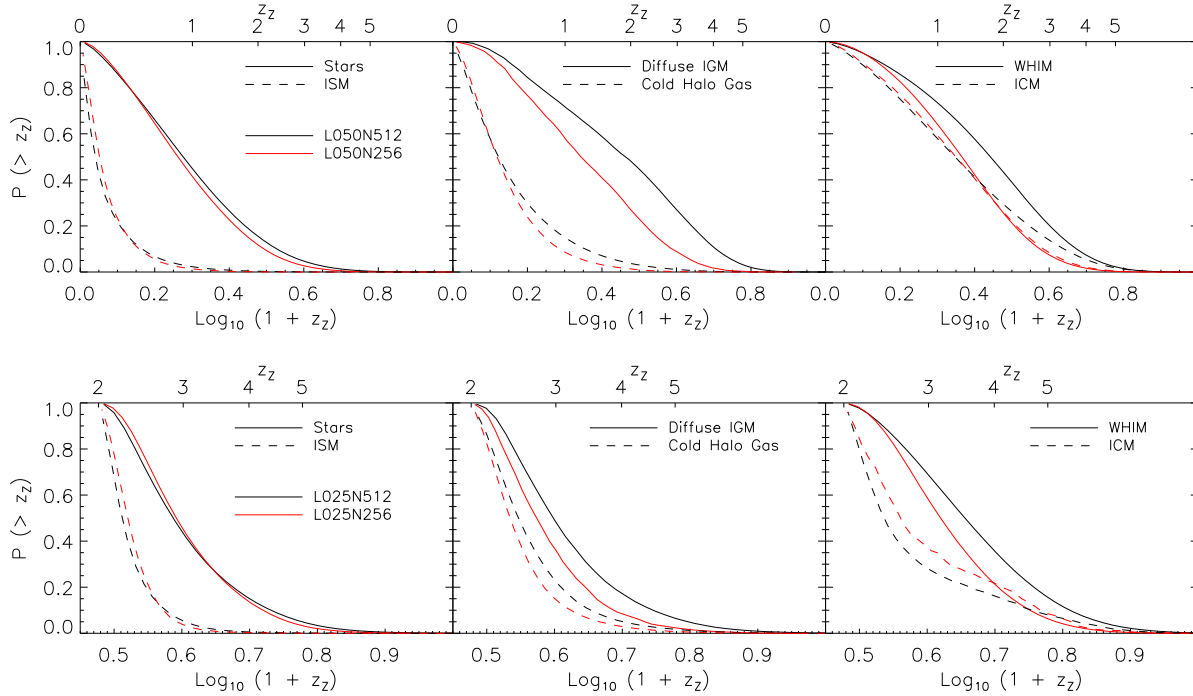 z_Z
0 1 2 3 4 5
z_Z
0 1 2 3 4 5
z_Z
0 1 2 3 4 5
P (> z_Z)
1.0
0.8
0.6
0.4
0.2
0.0
Stars
ISM
L050N512
L050N256
Diffuse IGM
Cold Halo Gas
WHIM
ICM
0.0 0.2 0.4 0.6 0.8
0.0 0.2 0.4 0.6 0.8
0.0 0.2 0.4 0.6 0.8
Log₁₀ (1 + z_Z)
Log₁₀ (1 + z_Z)
Log₁₀ (1 + z_Z)
z_Z
2 3 4 5
z_Z
2 3 4 5
z_Z
2 3 4 5
P (> z_Z)
1.0
0.8
0.6
0.4
0.2
0.0
Stars
ISM
L025N512
L025N256
Diffuse IGM
Cold Halo Gas
WHIM
ICM
0.5 0.6 0.7 0.8 0.9
0.5 0.6 0.7 0.8 0.9
0.5 0.6 0.7 0.8 0.9
Log₁₀ (1 + z_Z)
Log₁₀ (1 + z_Z)
Log₁₀ (1 + z_Z)